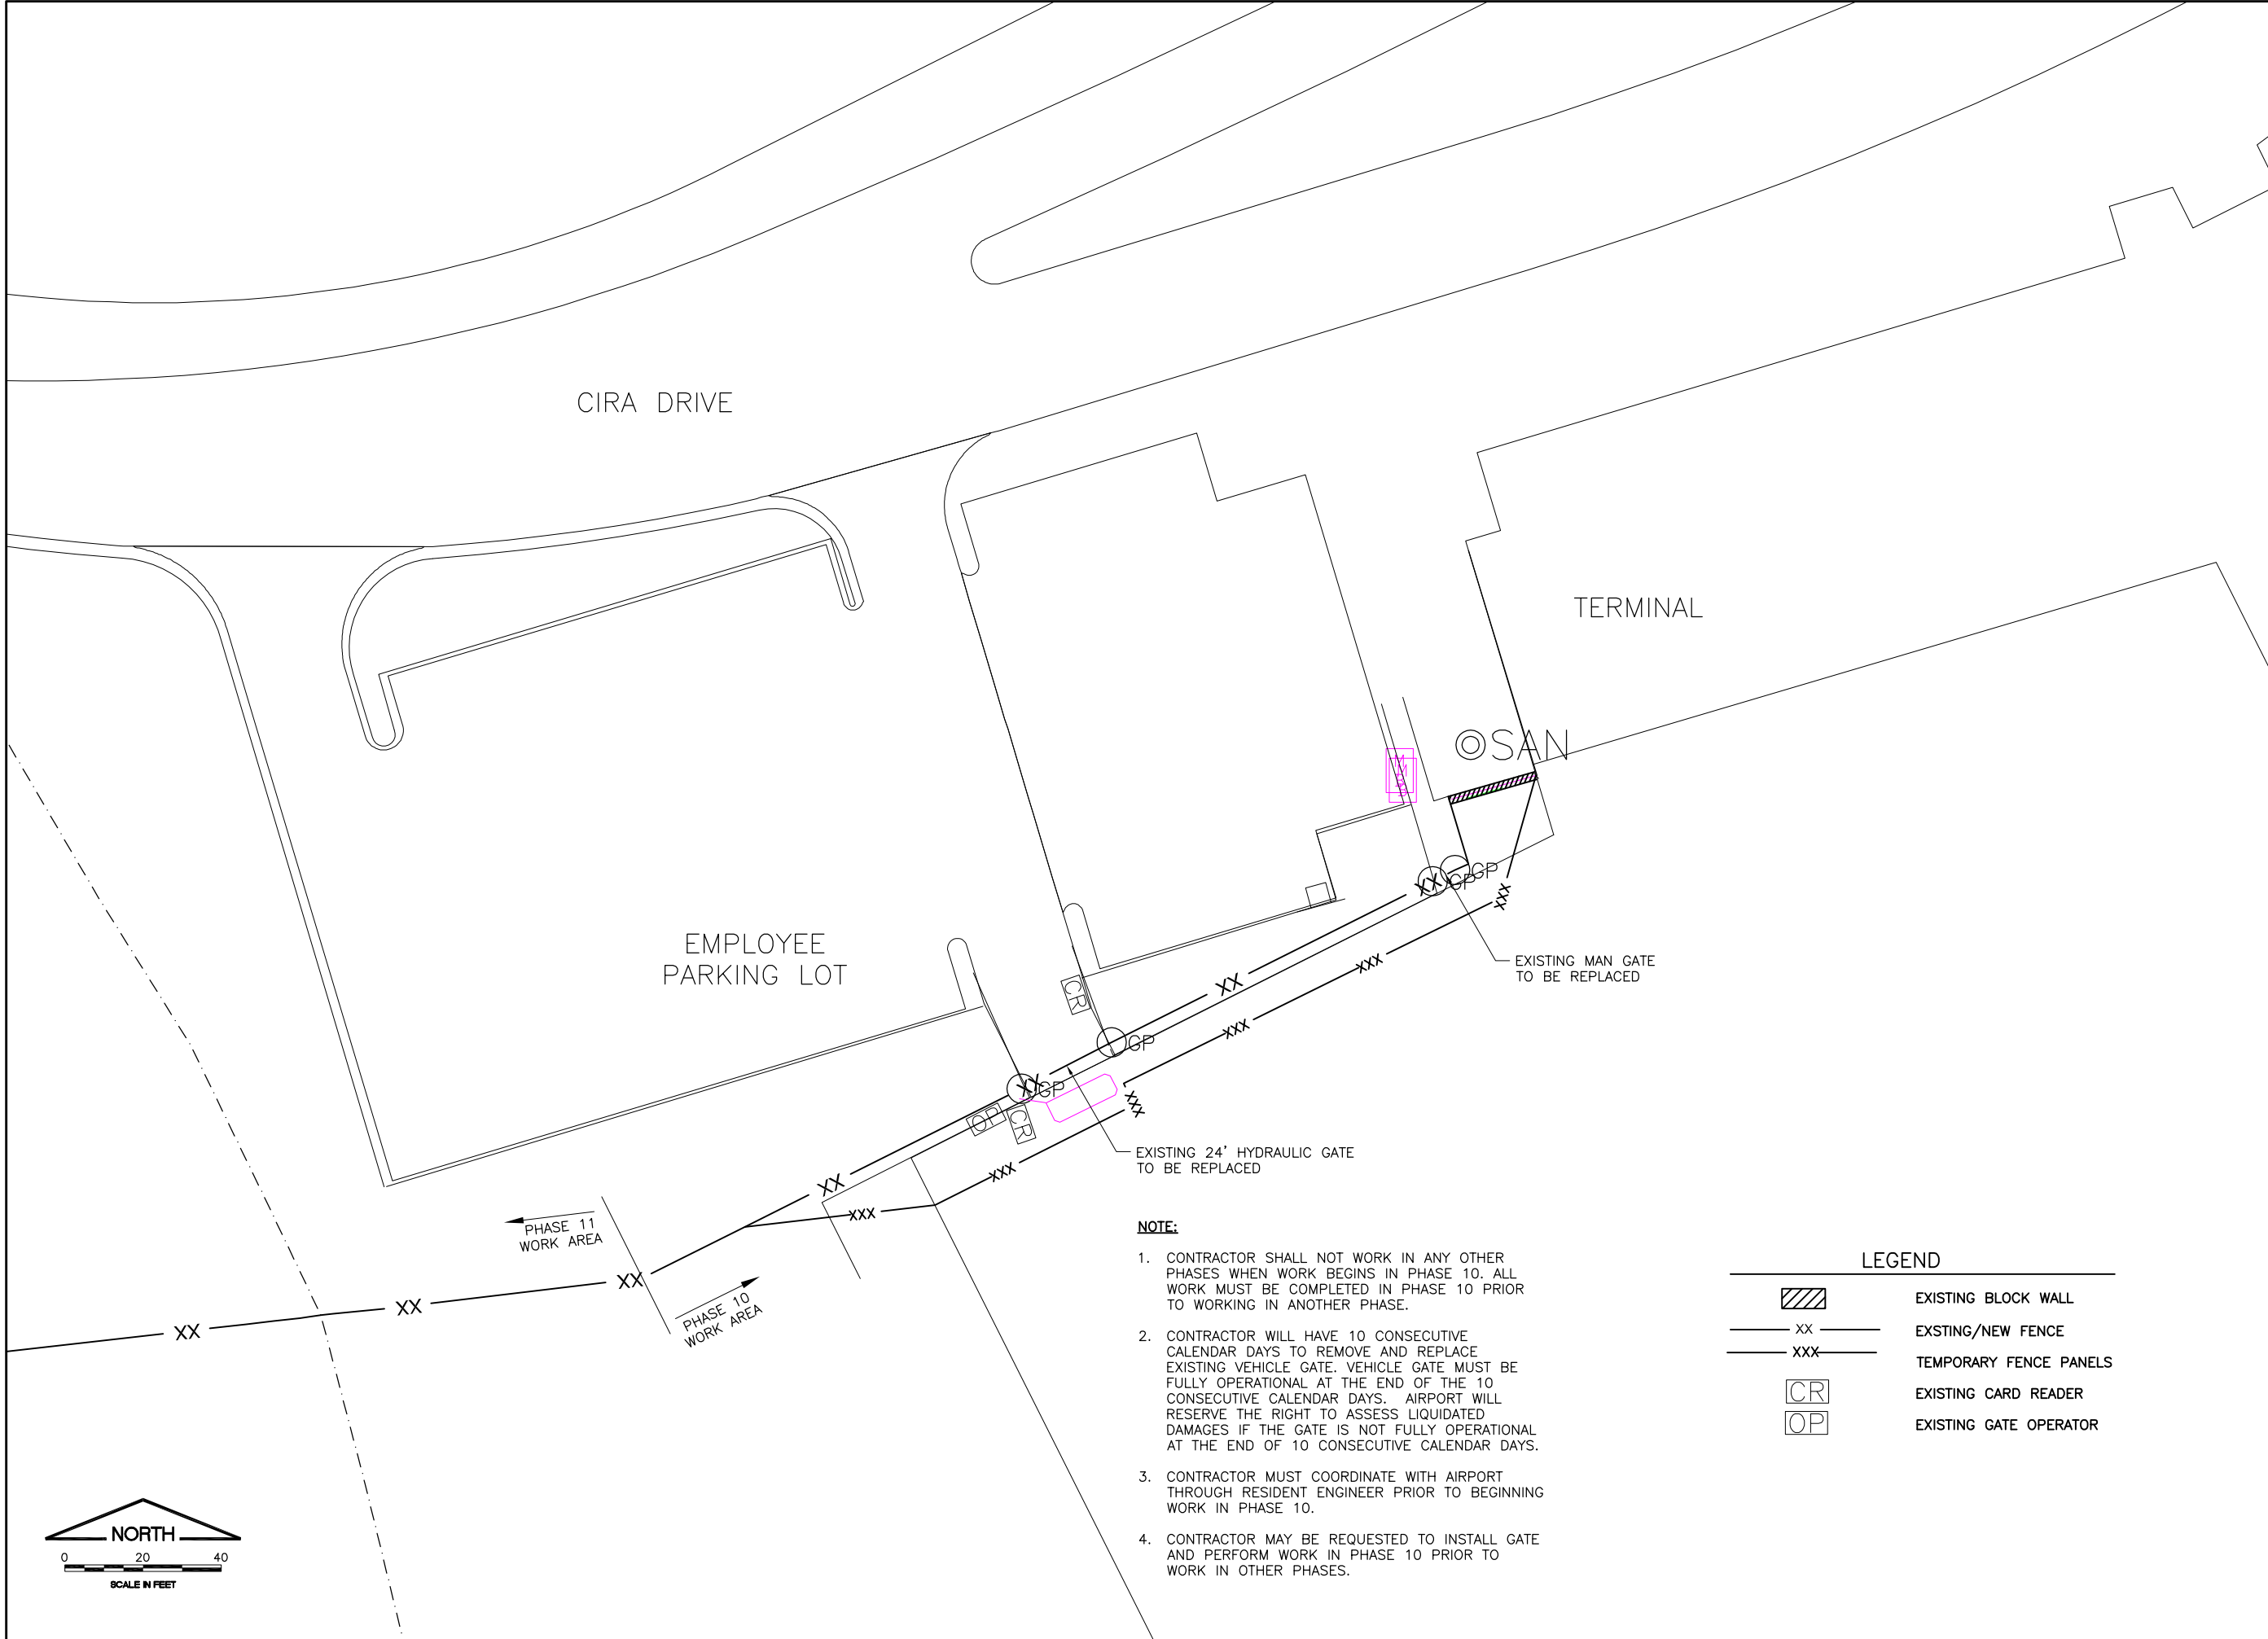 CIRA DRIVE
TERMINAL
SAN
GP
GP
XX
XXX
EMPLOYEE
PARKING LOT
EXISTING MAN GATE
TO BE REPLACED
XXX
XX
CR
XXX
GP
XX
GP
XXX
OP
CR
EXISTING 24' HYDRAULIC GATE
TO BE REPLACED
XXX
XX
XXX
PHASE 11
WORK AREA
XX
XX
XX
PHASE 10
WORK AREA
NOTE:
1. CONTRACTOR SHALL NOT WORK IN ANY OTHER
PHASES WHEN WORK BEGINS IN PHASE 10. ALL
WORK MUST BE COMPLETED IN PHASE 10 PRIOR
TO WORKING IN ANOTHER PHASE.
2. CONTRACTOR WILL HAVE 10 CONSECUTIVE
CALENDAR DAYS TO REMOVE AND REPLACE
EXISTING VEHICLE GATE. VEHICLE GATE MUST BE
FULLY OPERATIONAL AT THE END OF THE 10
CONSECUTIVE CALENDAR DAYS. AIRPORT WILL
RESERVE THE RIGHT TO ASSESS LIQUIDATED
DAMAGES IF THE GATE IS NOT FULLY OPERATIONAL
AT THE END OF 10 CONSECUTIVE CALENDAR DAYS.
3. CONTRACTOR MUST COORDINATE WITH AIRPORT
THROUGH RESIDENT ENGINEER PRIOR TO BEGINNING
WORK IN PHASE 10.
4. CONTRACTOR MAY BE REQUESTED TO INSTALL GATE
AND PERFORM WORK IN PHASE 10 PRIOR TO
WORK IN OTHER PHASES.
LEGEND
EXISTING BLOCK WALL
XX EXSTING/NEW FENCE
XXX TEMPORARY FENCE PANELS
CR EXISTING CARD READER
OP EXISTING GATE OPERATOR
NORTH
0 20 40
SCALE IN FEET